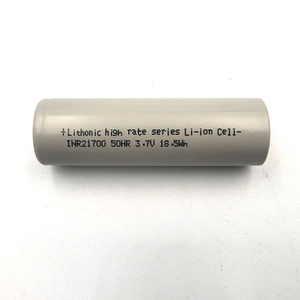 +Lithonic high rate series Li-ion Cell-
INR21700 50HR 3.7V 18.5Wh